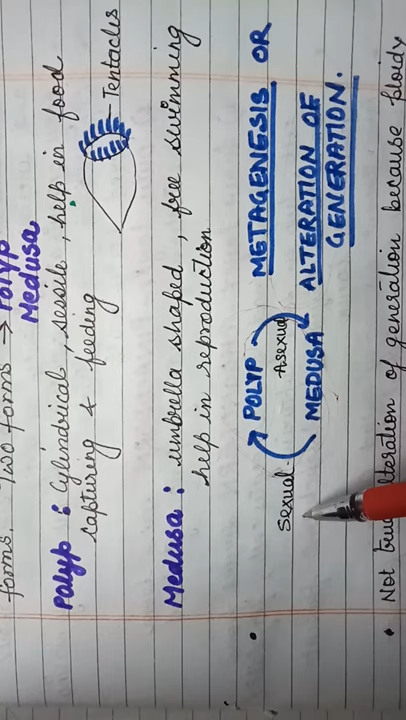 forms. Two forms → Polyp
Medusa
Polyp : Cylindrical, sessile, help in food
capturing & feeding
Tentacles
Medusa : umbrella shaped, free swimming
help in reproduction
Sexual
POLYP
Asexual
MEDUSA
METAGENESIS OR
ALTERATION OF
GENERATION.
Not true alteration of generation because ploidy